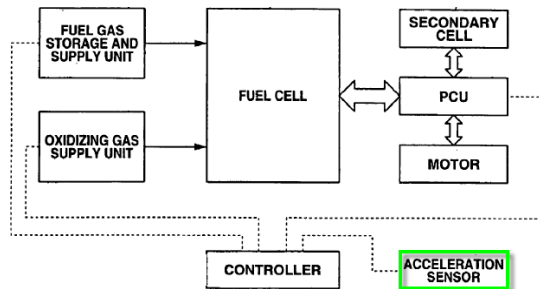 FUEL GAS
STORAGE AND
SUPPLY UNIT
SECONDARY
CELL
FUEL CELL
PCU
OXIDIZING GAS
SUPPLY UNIT
MOTOR
CONTROLLER
ACCELERATION
SENSOR